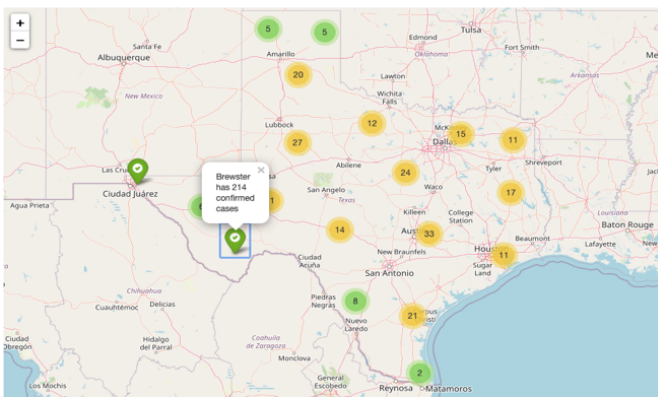 +
−
5
5
Tulsa
Edmond
Santa Fe
Albuquerque
Amarillo
Oklahoma
Fort Smith
20
Lawton
Arkansas
New Mexico
Wichita
Falls
12
Lubbock
15
Dallas
11
27
Abilene
Shreveport
Las Cru
Tyler
24
Ciudad Juárez
Brewster
has 214
confirmed
cases
×
San Angelo
Texas
Waco
17
Agua Prieta
Killeen
College
Station
Louisiana
Baton Rouge
14
33
Beaumont
Lafayette
New Braunfels
11
Ciudad
Acuña
Sugar
Land
San Antonio
Chihuahua
Cuauhtémoc
Delicias
Piedras
Negras
8
Nuevo
Laredo
21
Ciudad
Obregón
Hidalgo
del Parral
Coahuila
de Zaragoza
Monclova
2
Los Mochis
General
Escobedo
Reynosa
Matamoros